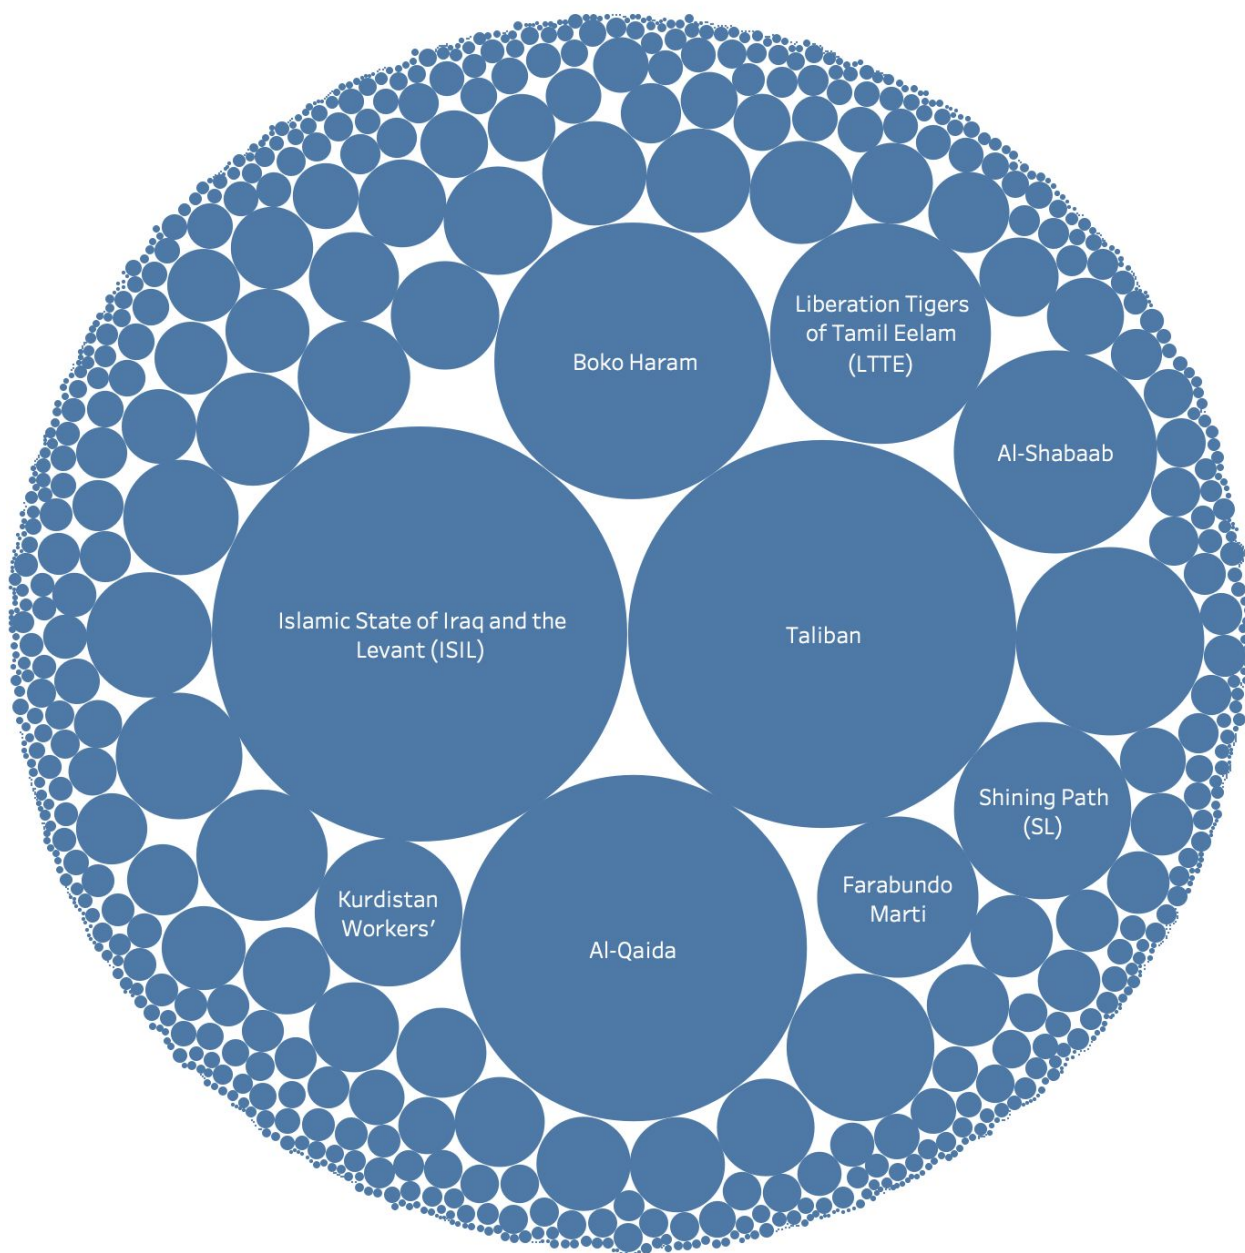 Liberation Tigers
of Tamil Eelam
(LTTE)
Boko Haram
Al-Shabaab
Islamic State of Iraq and the
Levant (ISIL)
Taliban
Shining Path
(SL)
Farabundo
Marti
Kurdistan
Workers’
Al-Qaida